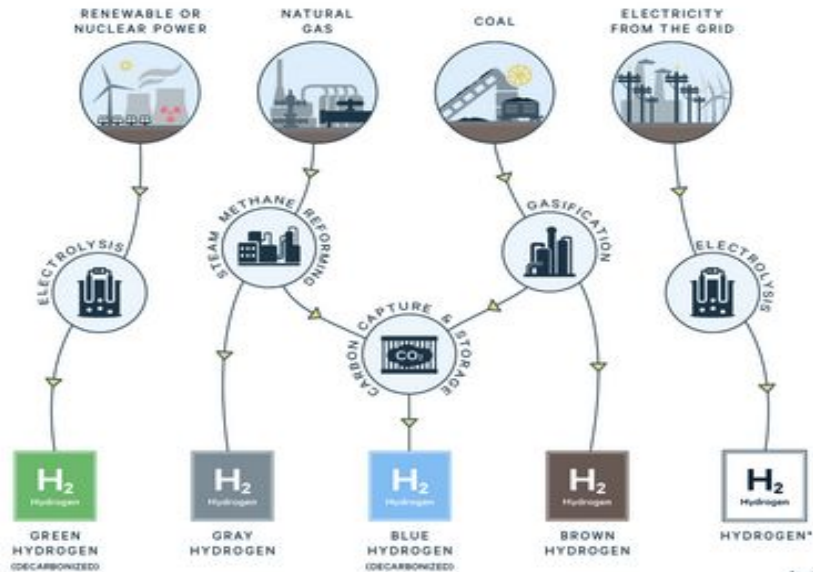 RENEWABLE OR
NUCLEAR POWER
NATURAL
GAS
COAL
ELECTRICITY
FROM THE GRID
ELECTROLYSIS
STEAM METHANE REFORMING
GASIFICATION
ELECTROLYSIS
CARBON CAPTURE & STORAGE
CO₂
H₂
Hydrogen
GREEN
HYDROGEN
(DECARBONIZED)
H₂
Hydrogen
GRAY
HYDROGEN
H₂
Hydrogen
BLUE
HYDROGEN
(DECARBONIZED)
H₂
Hydrogen
BROWN
HYDROGEN
H₂
Hydrogen
HYDROGEN*